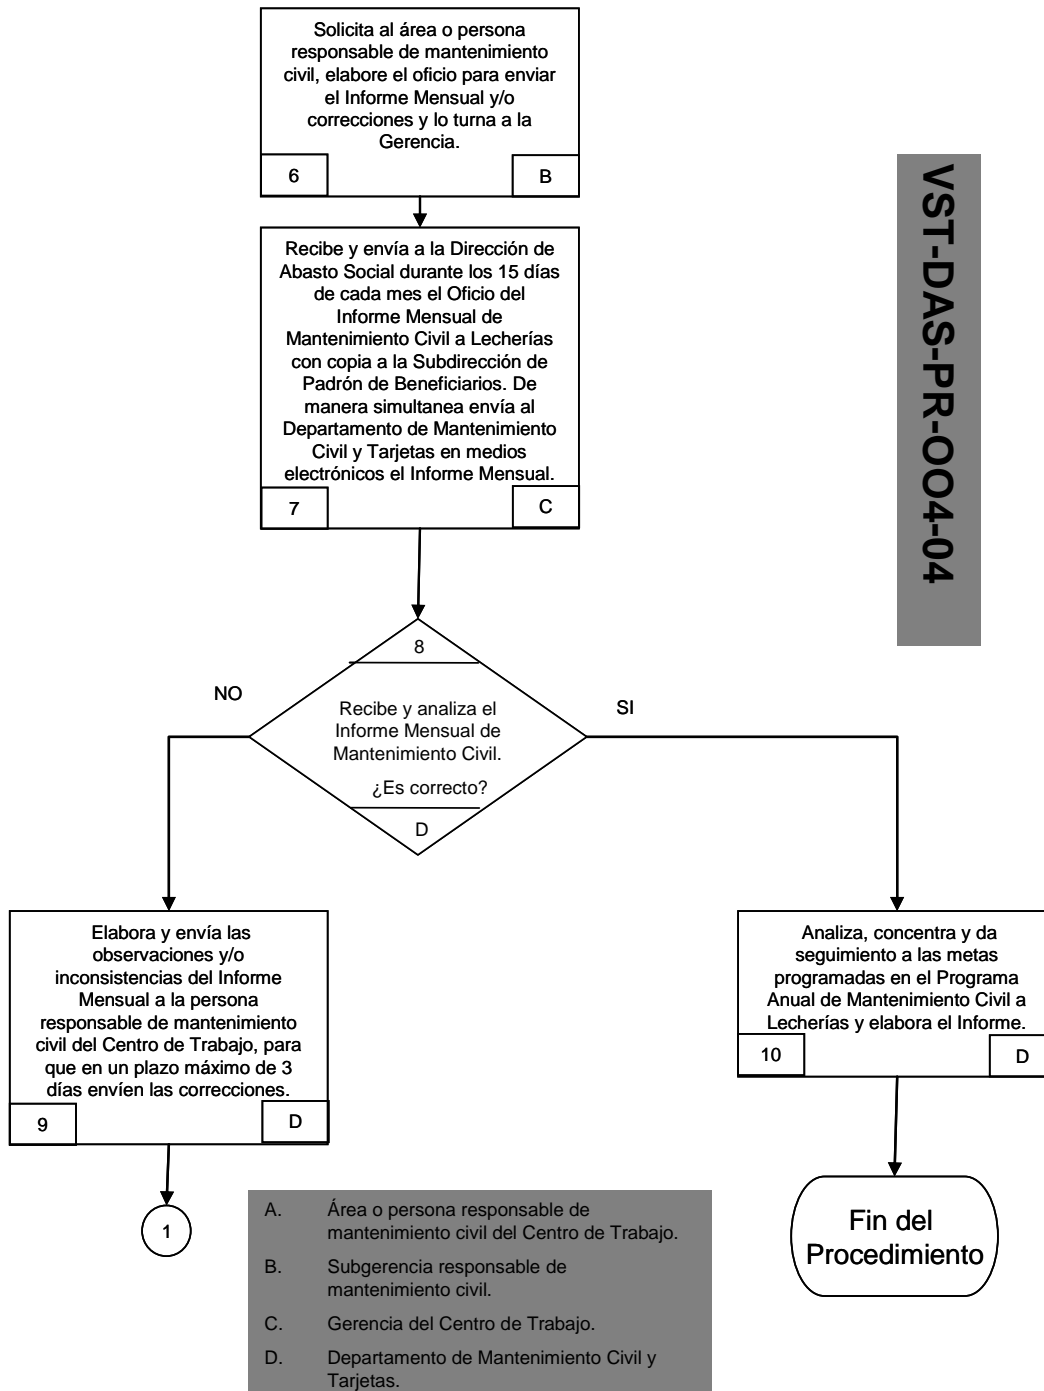 Solicita al área o persona
responsable de mantenimiento
civil, elabore el oficio para enviar
el Informe Mensual y/o
correcciones y lo turna a la
Gerencia.
6
B
VST-DAS-PR-OO4-04
Recibe y envía a la Dirección de
Abasto Social durante los 15 días
de cada mes el Oficio del
Informe Mensual de
Mantenimiento Civil a Lecherías
con copia a la Subdirección de
Padrón de Beneficiarios. De
manera simultanea envía al
Departamento de Mantenimiento
Civil y Tarjetas en medios
electrónicos el Informe Mensual.
7
C
8
NO
SI
Recibe y analiza el
Informe Mensual de
Mantenimiento Civil.
¿Es correcto?
D
Elabora y envía las
observaciones y/o
inconsistencias del Informe
Mensual a la persona
responsable de mantenimiento
civil del Centro de Trabajo, para
que en un plazo máximo de 3
días envíen las correcciones.
9
D
Analiza, concentra y da
seguimiento a las metas
programadas en el Programa
Anual de Mantenimiento Civil a
Lecherías y elabora el Informe.
10
D
1
Fin del
Procedimiento
A. Área o persona responsable de
mantenimiento civil del Centro de Trabajo.
B. Subgerencia responsable de
mantenimiento civil.
C. Gerencia del Centro de Trabajo.
D. Departamento de Mantenimiento Civil y
Tarjetas.